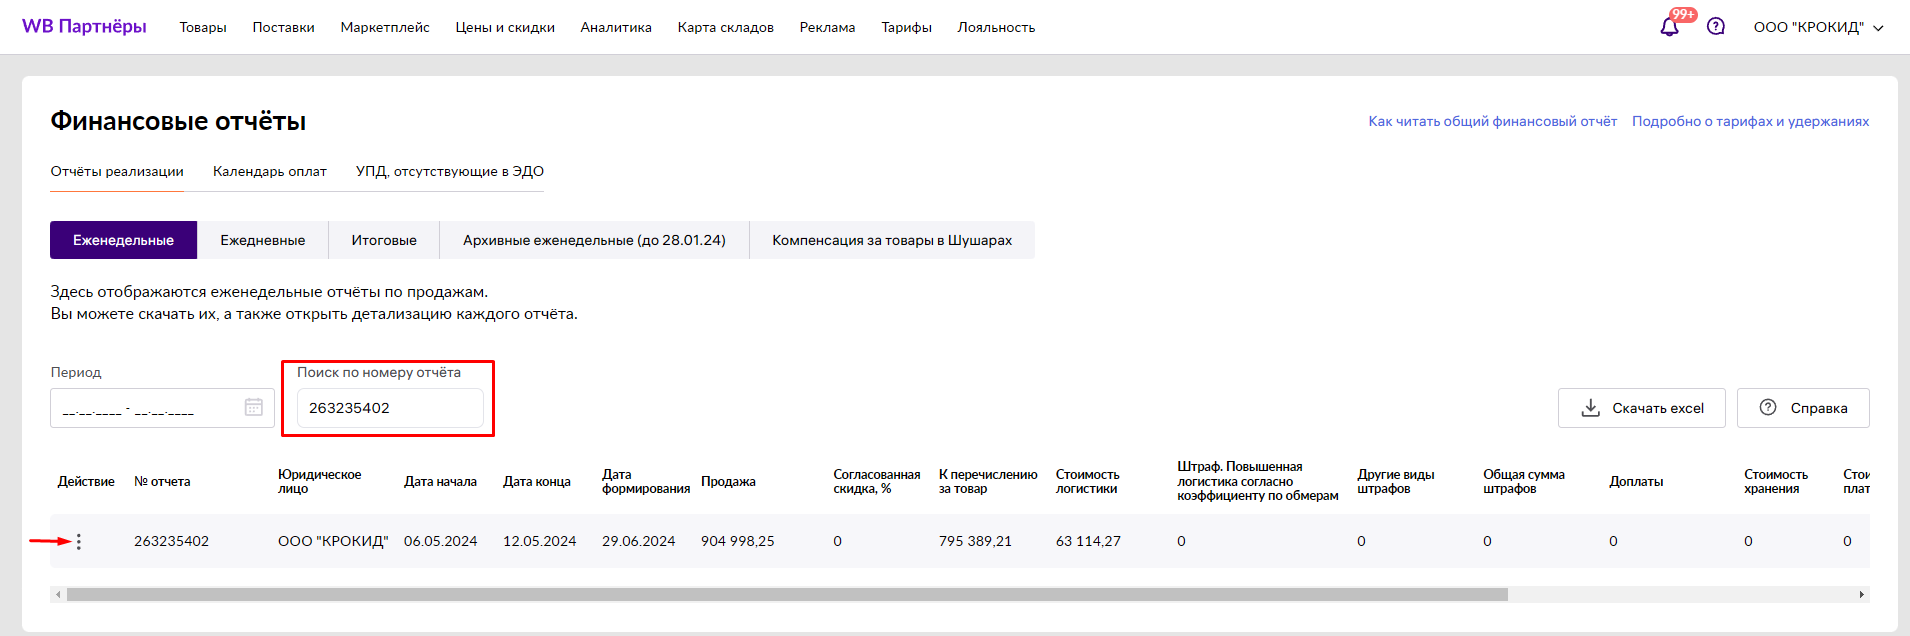 WB Партнёры Товары Поставки Маркетплейс Цены и скидки Аналитика Карта складов Реклама Тарифы Лояльность 99+ ООО "КРОКИД"
Финансовые отчёты
Как читать общий финансовый отчёт Подробно о тарифах и удержаниях
Отчёты реализации Календарь оплат УПД, отсутствующие в ЭДО
Еженедельные Ежедневные Итоговые Архивные еженедельные (до 28.01.24) Компенсация за товары в Шушарах
Здесь отображаются еженедельные отчёты по продажам.
Вы можете скачать их, а также открыть детализацию каждого отчёта.
Период Поиск по номеру отчёта
__.__.____ - __.__.____ 263235402 Скачать excel Справка
Действие № отчета Юридическое лицо Дата начала Дата конца Дата формирования Продажа Согласованная скидка, % К перечислению за товар Стоимость логистики Штраф. Повышенная логистика согласно коэффициенту по обмерам Другие виды штрафов Общая сумма штрафов Доплаты Стоимость хранения Стои плат
263235402 ООО "КРОКИД" 06.05.2024 12.05.2024 29.06.2024 904 998,25 0 795 389,21 63 114,27 0 0 0 0 0 0